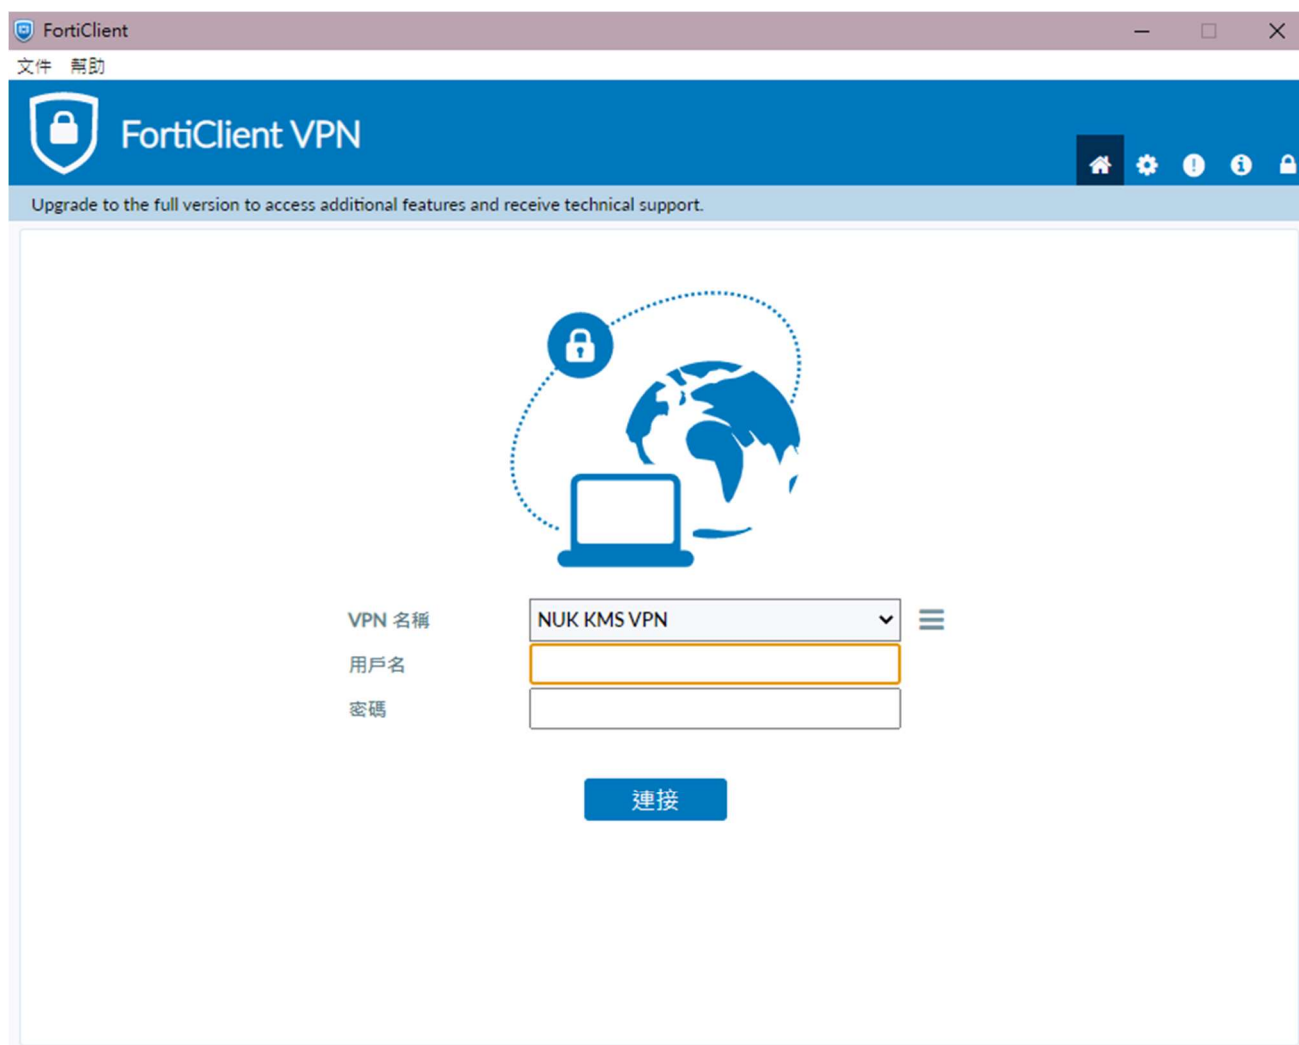 FortiClient
文件 幫助
FortiClient VPN
Upgrade to the full version to access additional features and receive technical support.
VPN 名稱
NUK KMS VPN
用戶名
密碼
連接